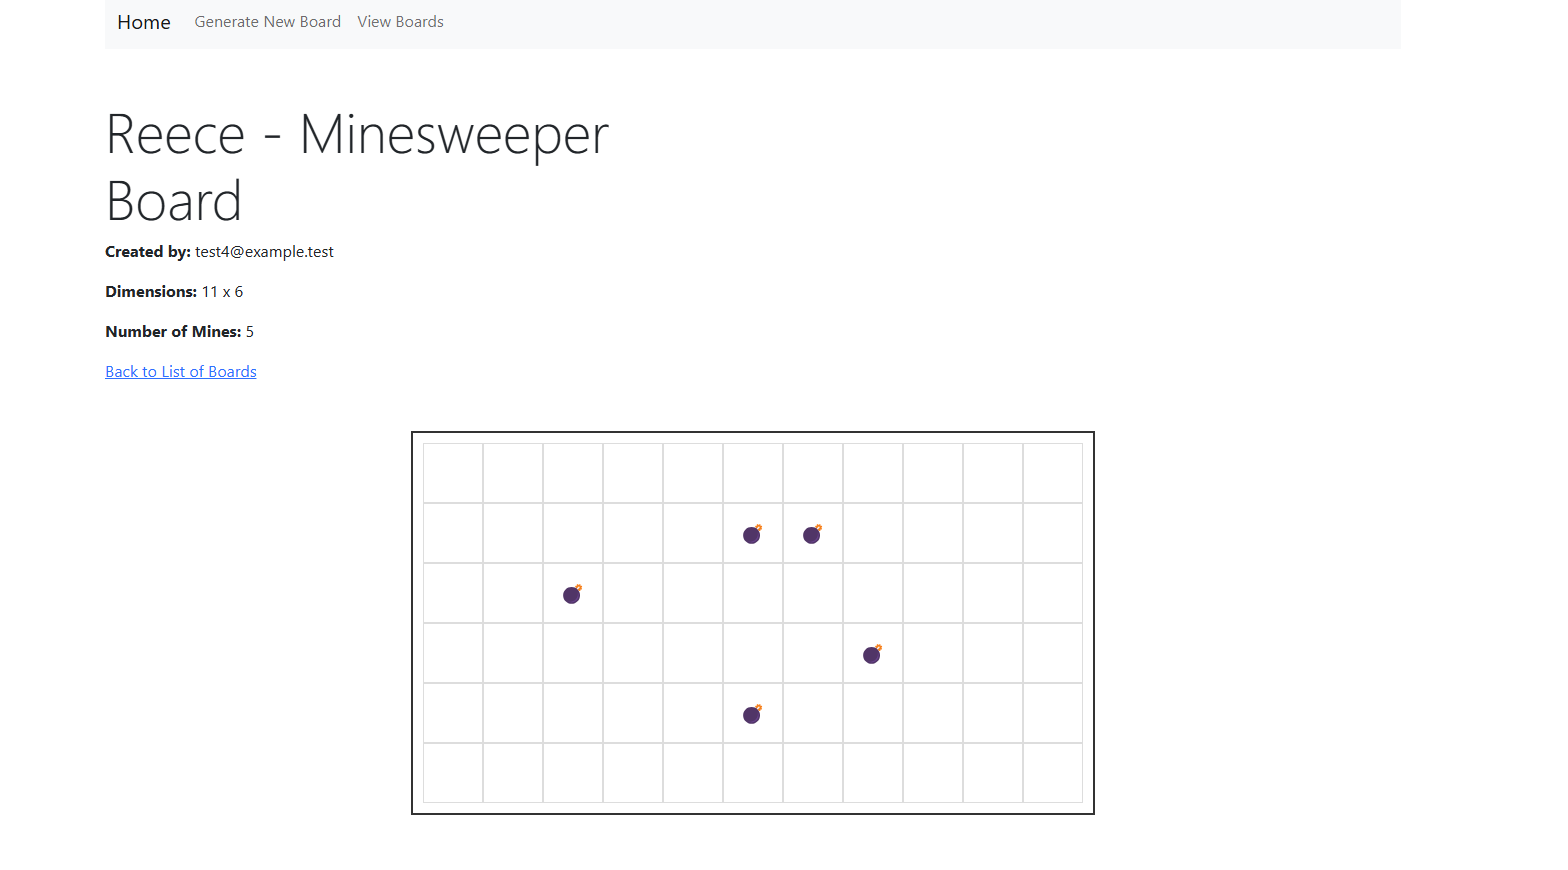 Home Generate New Board View Boards
Reece - Minesweeper
Board
Created by: test4@example.test
Dimensions: 11 x 6
Number of Mines: 5
Back to List of Boards